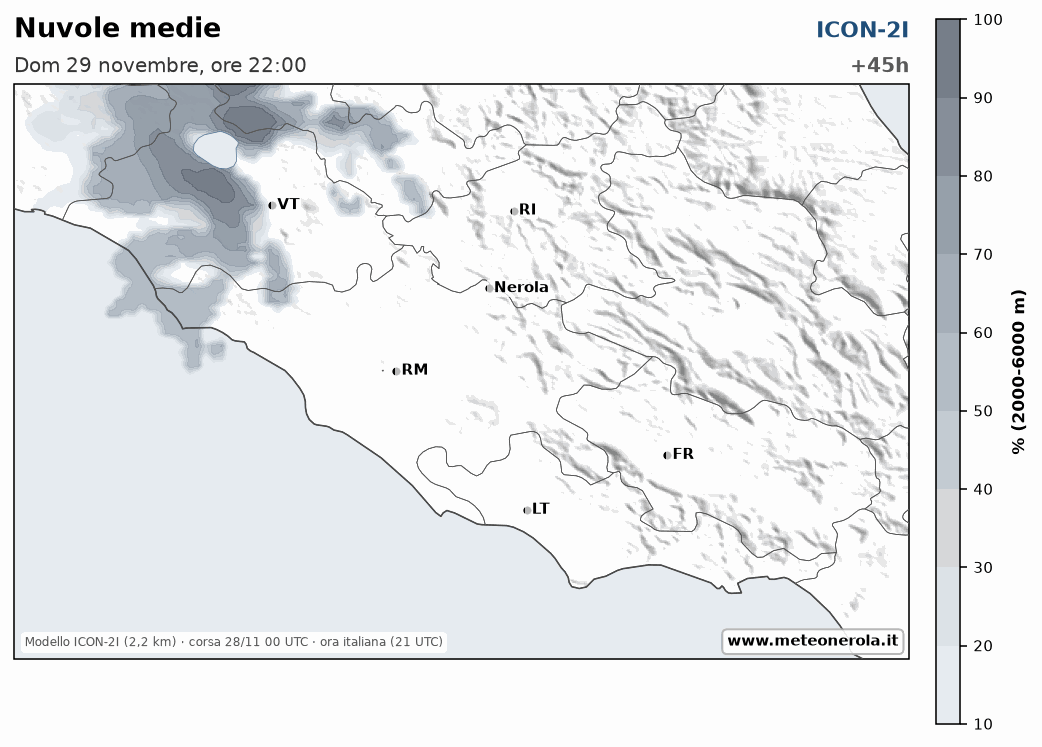 Nuvole medie
ICON-2I
Dom 29 novembre, ore 22:00
+45h
VT
RI
Nerola
RM
FR
LT
Modello ICON-2I (2,2 km) · corsa 28/11 00 UTC · ora italiana (21 UTC)
www.meteonerola.it
100
90
80
70
60
50
40
30
20
10
% (2000-6000 m)